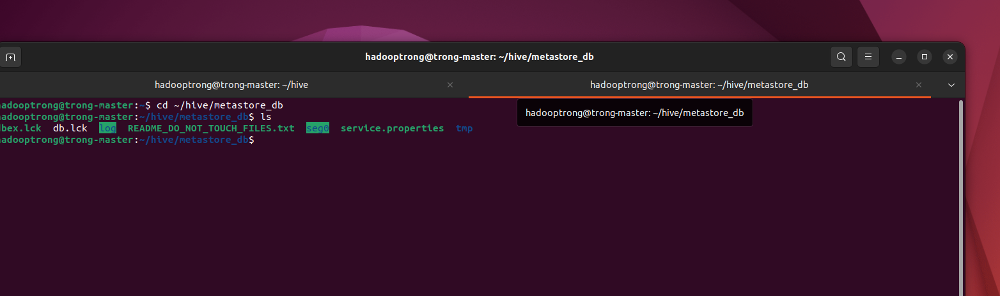 hadooptrong@trong-master: ~/hive/metastore_db
hadooptrong@trong-master: ~/hive
hadooptrong@trong-master: ~/hive/metastore_db
adooptrong@trong-master:~$ cd ~/hive/metastore_db
adooptrong@trong-master:~/hive/metastore_db$ ls
bex.lck db.lck log README_DO_NOT_TOUCH_FILES.txt seg0 service.properties tmp
adooptrong@trong-master:~/hive/metastore_db$
hadooptrong@trong-master: ~/hive/metastore_db